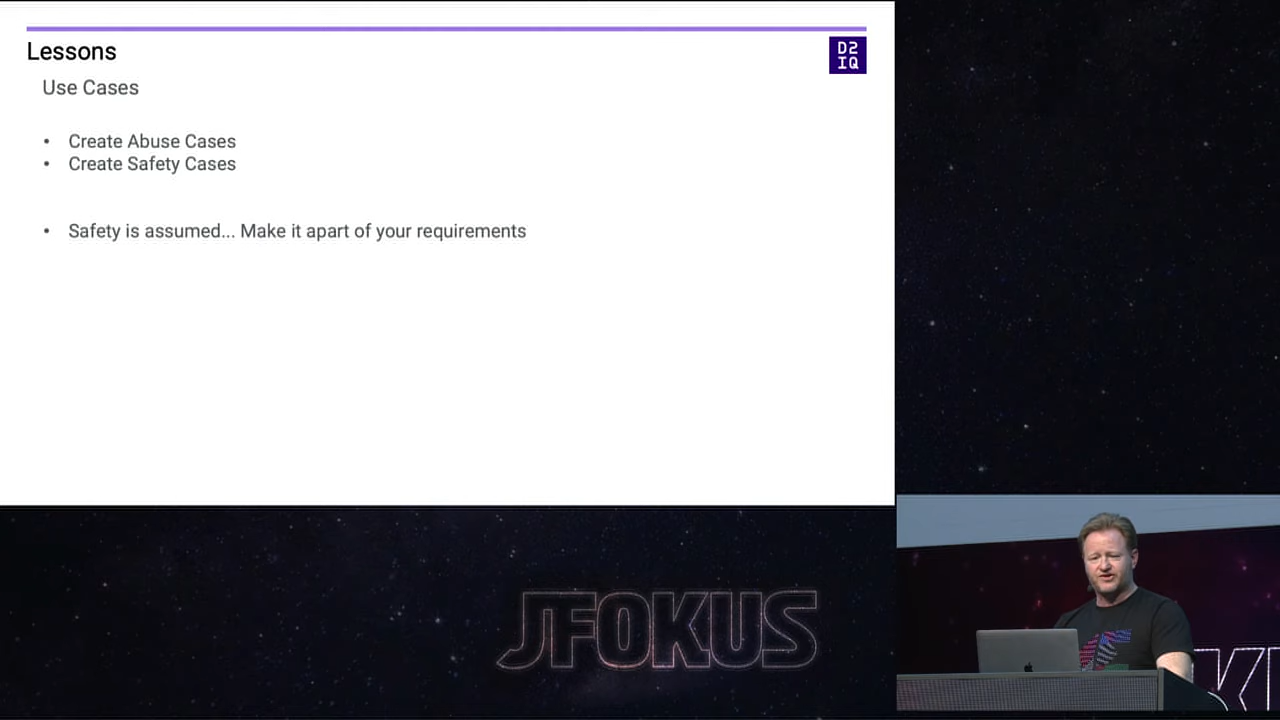 Lessons
D2
IQ
Use Cases
• Create Abuse Cases
• Create Safety Cases
• Safety is assumed... Make it apart of your requirements
JFOKUS